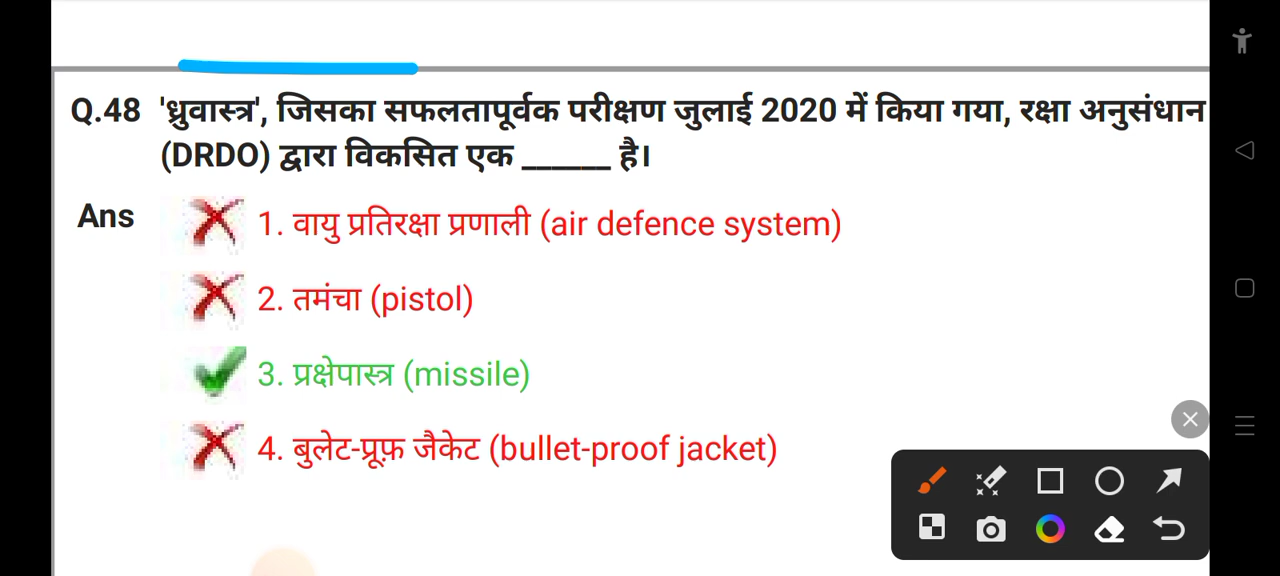 Q.48 'ध्रुवास्त्र', जिसका सफलतापूर्वक परीक्षण जुलाई 2020 में किया गया, रक्षा अनुसंधान
(DRDO) द्वारा विकसित एक ______ है।
Ans 1. वायु प्रतिरक्षा प्रणाली (air defence system)
2. तमंचा (pistol)
3. प्रक्षेपास्त्र (missile)
4. बुलेट-प्रूफ़ जैकेट (bullet-proof jacket)